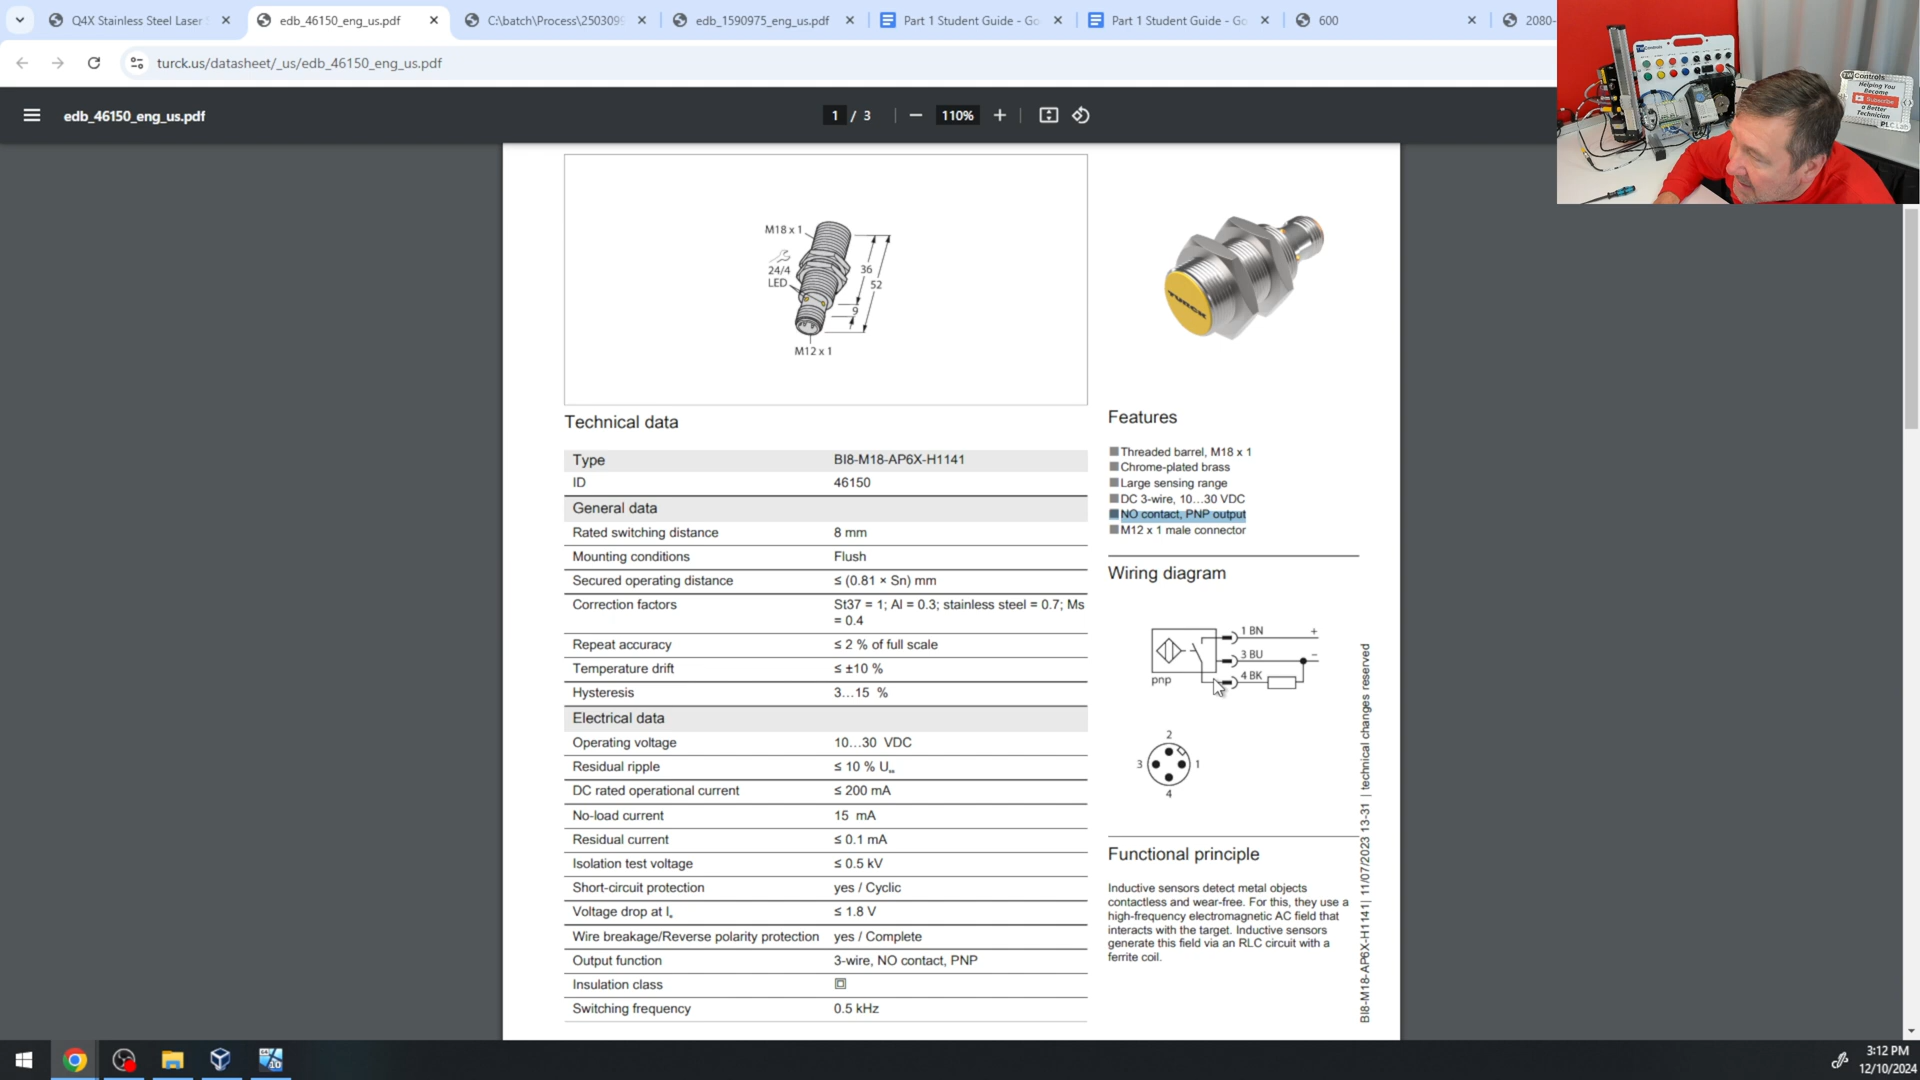 Q4X Stainless Steel Laser
edb_46150_eng_us.pdf
C:\batch\Process\2503099
edb_1590975_eng_us.pdf
Part 1 Student Guide - Go
Part 1 Student Guide - Go
600
2080-
turck.us/datasheet/_us/edb_46150_eng_us.pdf
edb_46150_eng_us.pdf
1 / 3
110%
TW Controls
Helping You
Become
Subscribe
a Better
Technician
PLC Lab
M18 x 1
24/4
LED
36
52
9
M12 x 1
TURCK
Technical data
Type BI8-M18-AP6X-H1141
ID 46150
General data
Rated switching distance 8 mm
Mounting conditions Flush
Secured operating distance ≤ (0.81 × Sn) mm
Correction factors St37 = 1; Al = 0.3; stainless steel = 0.7; Ms
= 0.4
Repeat accuracy ≤ 2 % of full scale
Temperature drift ≤ ±10 %
Hysteresis 3…15 %
Electrical data
Operating voltage 10…30 VDC
Residual ripple ≤ 10 % Uss
DC rated operational current ≤ 200 mA
No-load current 15 mA
Residual current ≤ 0.1 mA
Isolation test voltage ≤ 0.5 kV
Short-circuit protection yes / Cyclic
Voltage drop at Ie ≤ 1.8 V
Wire breakage/Reverse polarity protection yes / Complete
Output function 3-wire, NO contact, PNP
Insulation class
Switching frequency 0.5 kHz
Features
Threaded barrel, M18 x 1
Chrome-plated brass
Large sensing range
DC 3-wire, 10…30 VDC
NO contact, PNP output
M12 x 1 male connector
Wiring diagram
1 BN +
3 BU −
4 BK
pnp
2
3 1
4
Functional principle
Inductive sensors detect metal objects
contactless and wear-free. For this, they use a
high-frequency electromagnetic AC field that
interacts with the target. Inductive sensors
generate this field via an RLC circuit with a
ferrite coil.
BI8-M18-AP6X-H1141| 11/07/2023 13-31 | technical changes reserved
3:12 PM
12/10/2024